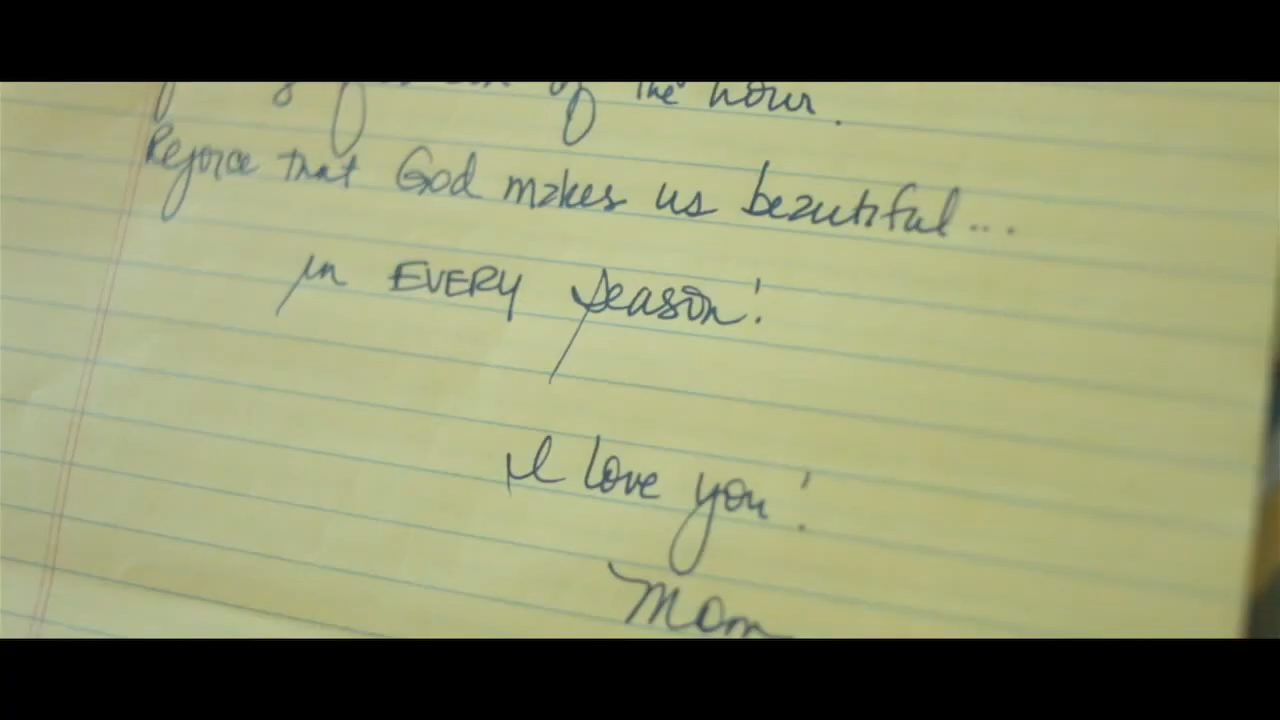 of the hour.
Rejoice that God makes us beautiful...
in EVERY season!
I love you!
Mom